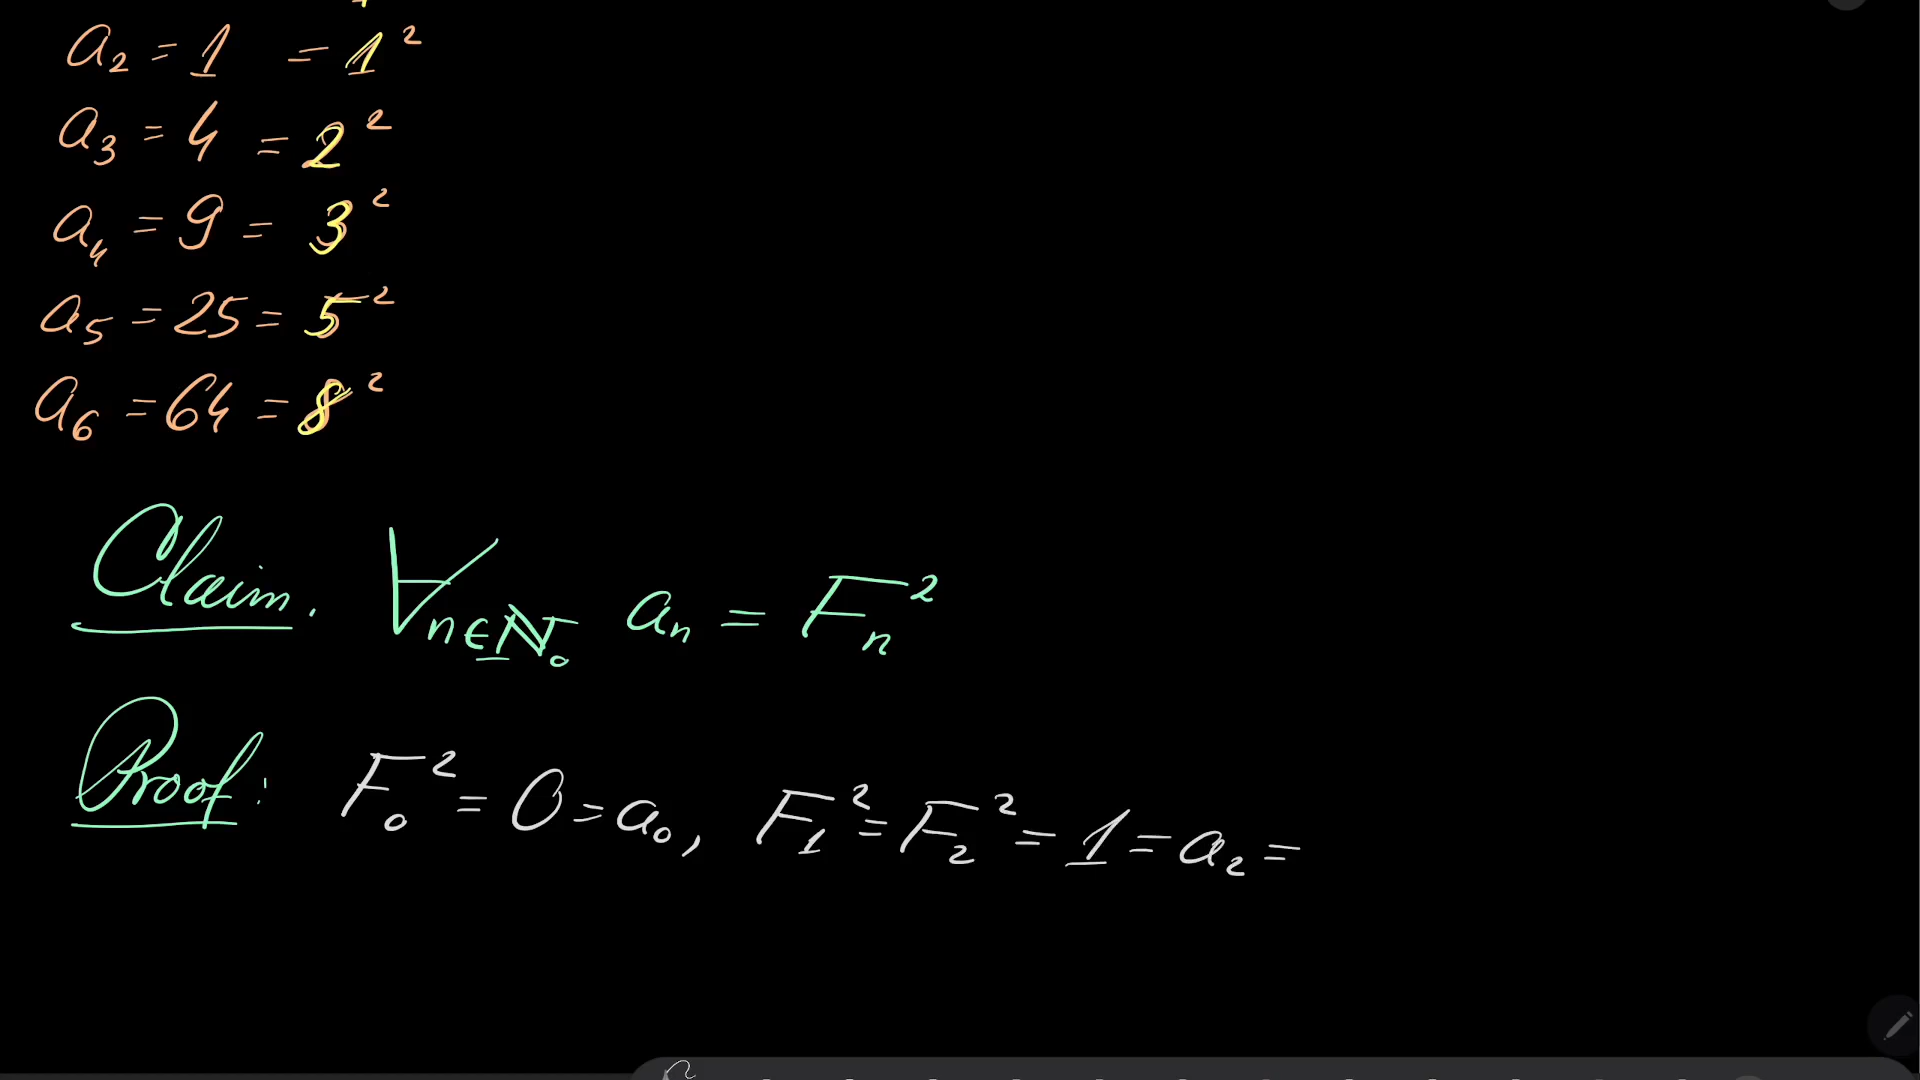 a₂ = 1 = 1²
a₃ = 4 = 2²
a₄ = 9 = 3²
a₅ = 25 = 5²
a₆ = 64 = 8²
Claim. ∀n∈ℕ₀ aₙ = Fₙ²
Proof: F₀² = 0 = a₀, F₁² = F₂² = 1 = a₂ =